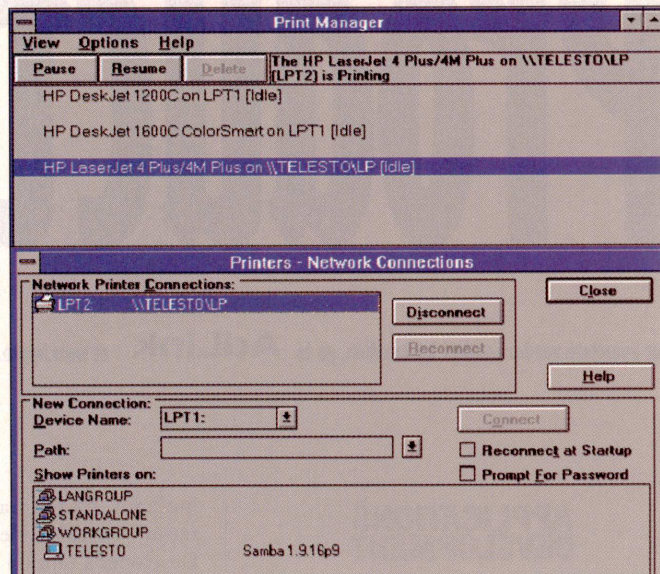 Print Manager
View Options Help
Pause Resume Delete The HP LaserJet 4 Plus/4M Plus on \\TELESTO\LP
(LPT2) is Printing
HP DeskJet 1200C on LPT1 [Idle]
HP DeskJet 1600C ColorSmart on LPT1 [Idle]
HP LaserJet 4 Plus/4M Plus on \\TELESTO\LP [Idle]
Printers - Network Connections
Network Printer Connections:
LPT2 \\TELESTO\LP
Close
Disconnect
Reconnect
Help
New Connection:
Device Name: LPT1:
Connect
Path:
Reconnect at Startup
Show Printers on:
Prompt For Password
LANGROUP
STANDALONE
WORKGROUP
TELESTO Samba 1.9.16p9